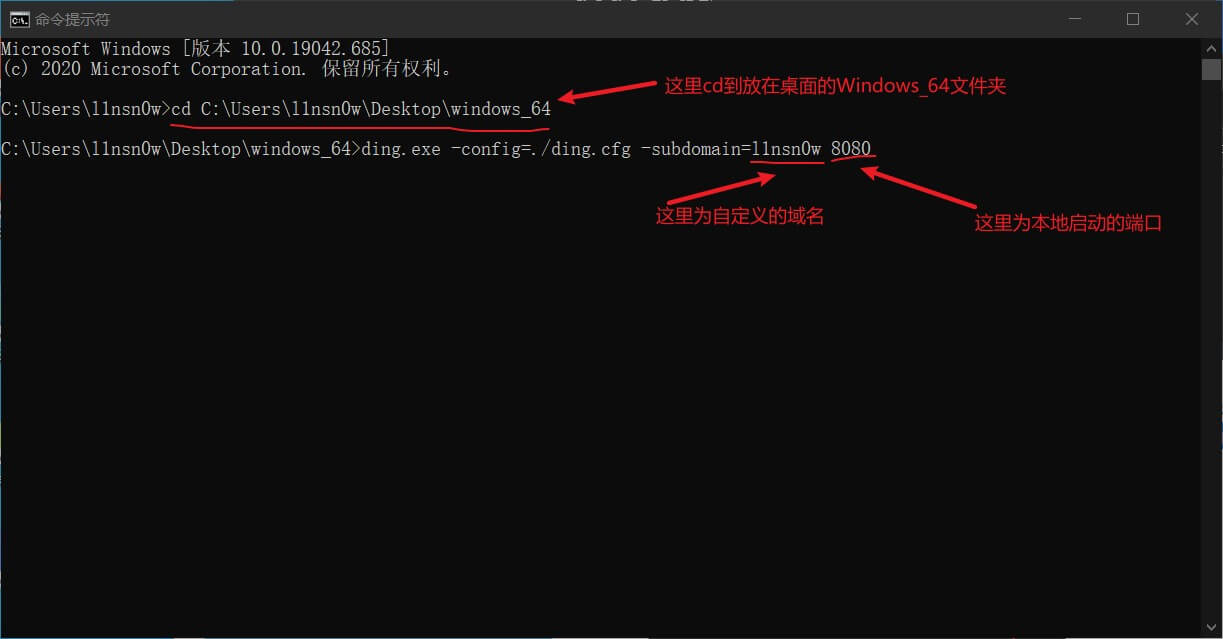 命令提示符
Microsoft Windows [版本 10.0.19042.685]
(c) 2020 Microsoft Corporation. 保留所有权利。
C:\Users\llnsn0w>cd C:\Users\llnsn0w\Desktop\windows_64
这里cd到放在桌面的Windows_64文件夹
C:\Users\llnsn0w\Desktop\windows_64>ding.exe -config=./ding.cfg -subdomain=llnsn0w 8080
这里为自定义的域名
这里为本地启动的端口